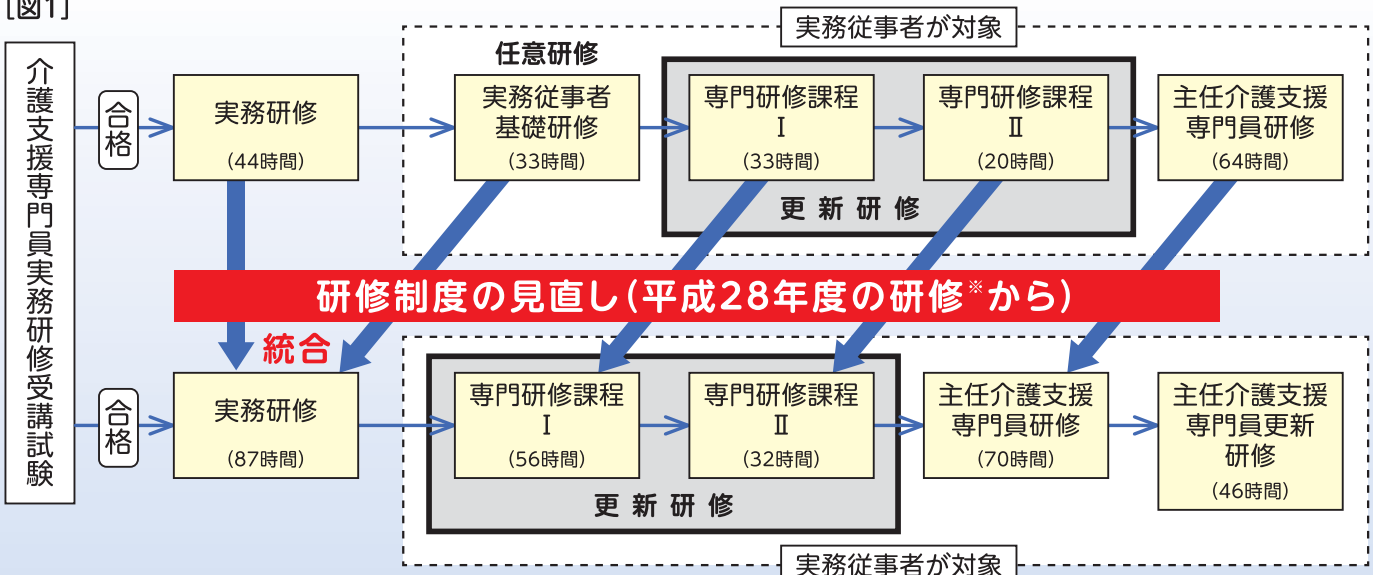 [図1]
実務従事者が対象
介護支援専門員実務研修受講試験
合格
実務研修
(44時間)
任意研修
実務従事者
基礎研修
(33時間)
専門研修課程
Ⅰ
(33時間)
専門研修課程
Ⅱ
(20時間)
更新研修
主任介護支援
専門員研修
(64時間)
研修制度の見直し(平成28年度の研修※から)
統合
合格
実務研修
(87時間)
専門研修課程
Ⅰ
(56時間)
専門研修課程
Ⅱ
(32時間)
更新研修
主任介護支援
専門員研修
(70時間)
主任介護支援
専門員更新
研修
(46時間)
実務従事者が対象